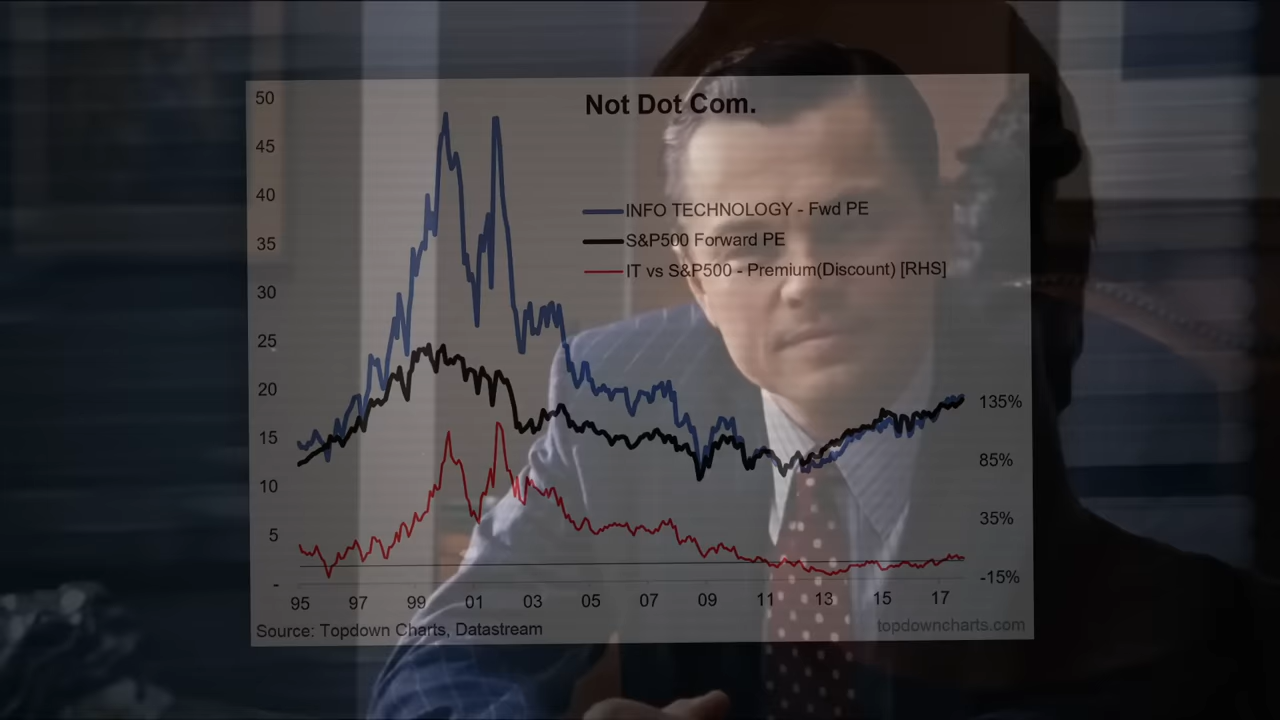 Not Dot Com.
50
45
40
35
30
25
20
15
10
5
-
INFO TECHNOLOGY - Fwd PE
S&P500 Forward PE
IT vs S&P500 - Premium(Discount) [RHS]
135%
85%
35%
-15%
95 97 99 01 03 05 07 09 11 13 15 17
Source: Topdown Charts, Datastream
topdowncharts.com